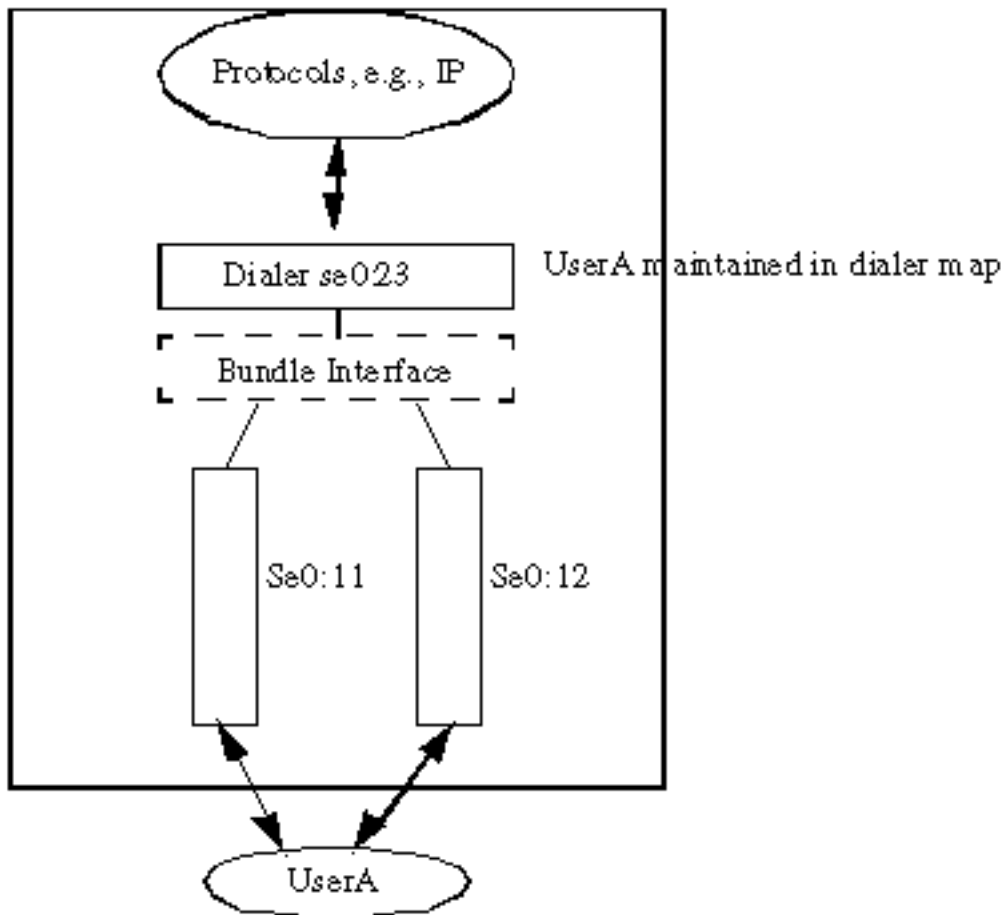 Protocols, e.g., IP
Dialer se023
UserA maintained in dialer map
Bundle Interface
Se0:11
Se0:12
UserA